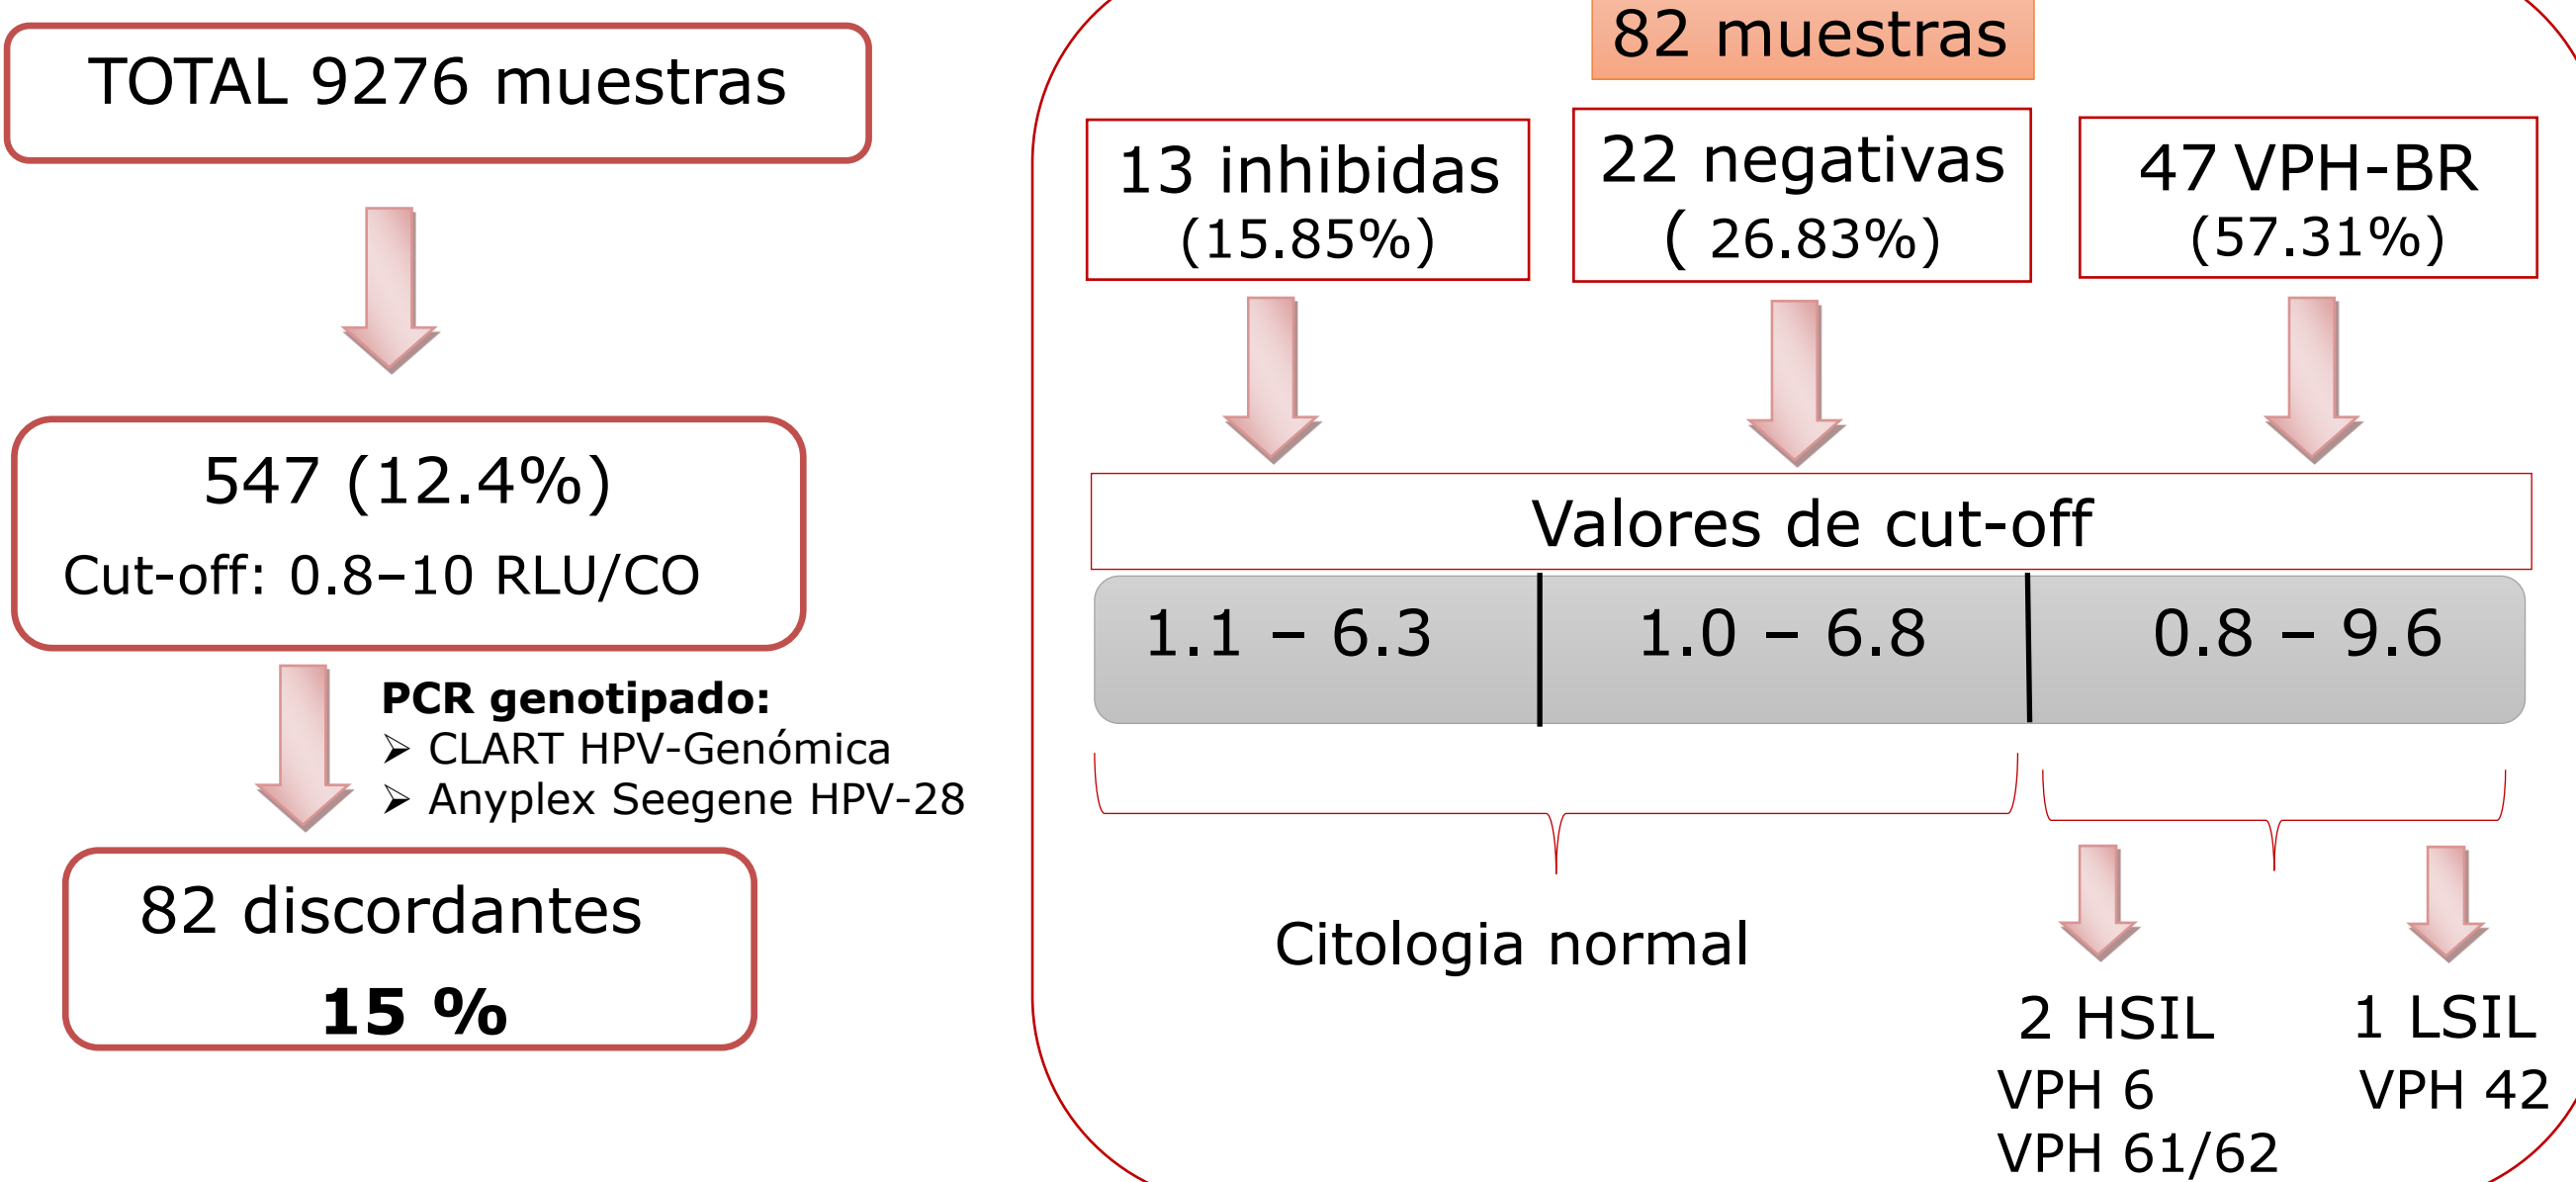 TOTAL 9276 muestras
547 (12.4%)
Cut-off: 0.8–10 RLU/CO
PCR genotipado:
➢ CLART HPV-Genómica
➢ Anyplex Seegene HPV-28
82 discordantes
15 %
82 muestras
13 inhibidas
(15.85%)
22 negativas
( 26.83%)
47 VPH-BR
(57.31%)
Valores de cut-off
1.1 – 6.3
1.0 – 6.8
0.8 – 9.6
Citologia normal
2 HSIL
VPH 6
VPH 61/62
1 LSIL
VPH 42